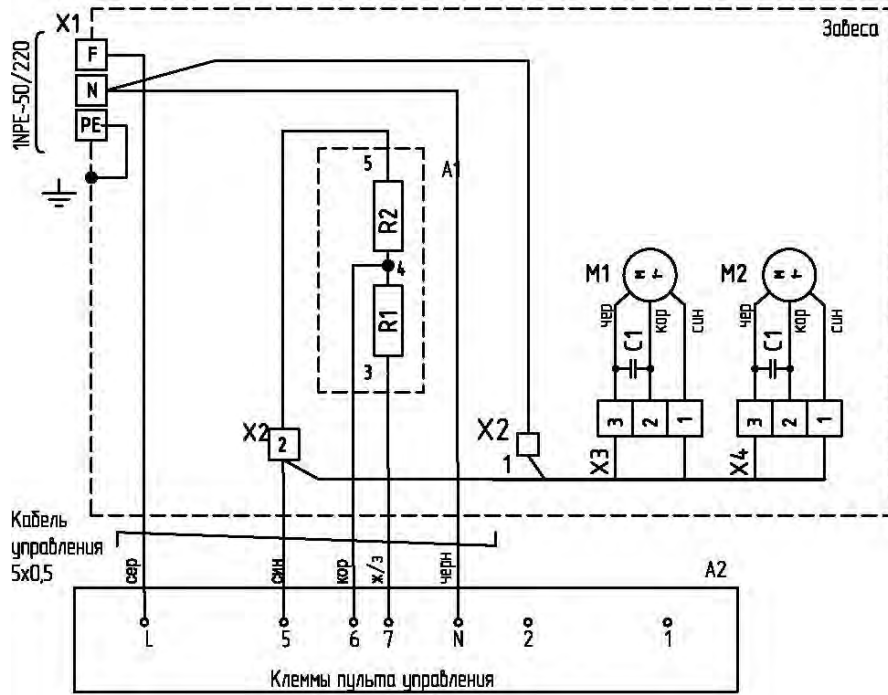 X1
Завеса
1NPE~50/220
F
N
PE
5
A1
R2
4
R1
3
M1
M2
чер
кор
син
чер
кор
син
C1
C1
X2
2
X2
1
3
2
1
3
2
1
X3
X4
Кабель
управления
5x0,5
сер
син
кор
ж/з
черн
A2
L
5
6
7
N
2
1
Клеммы пульта управления